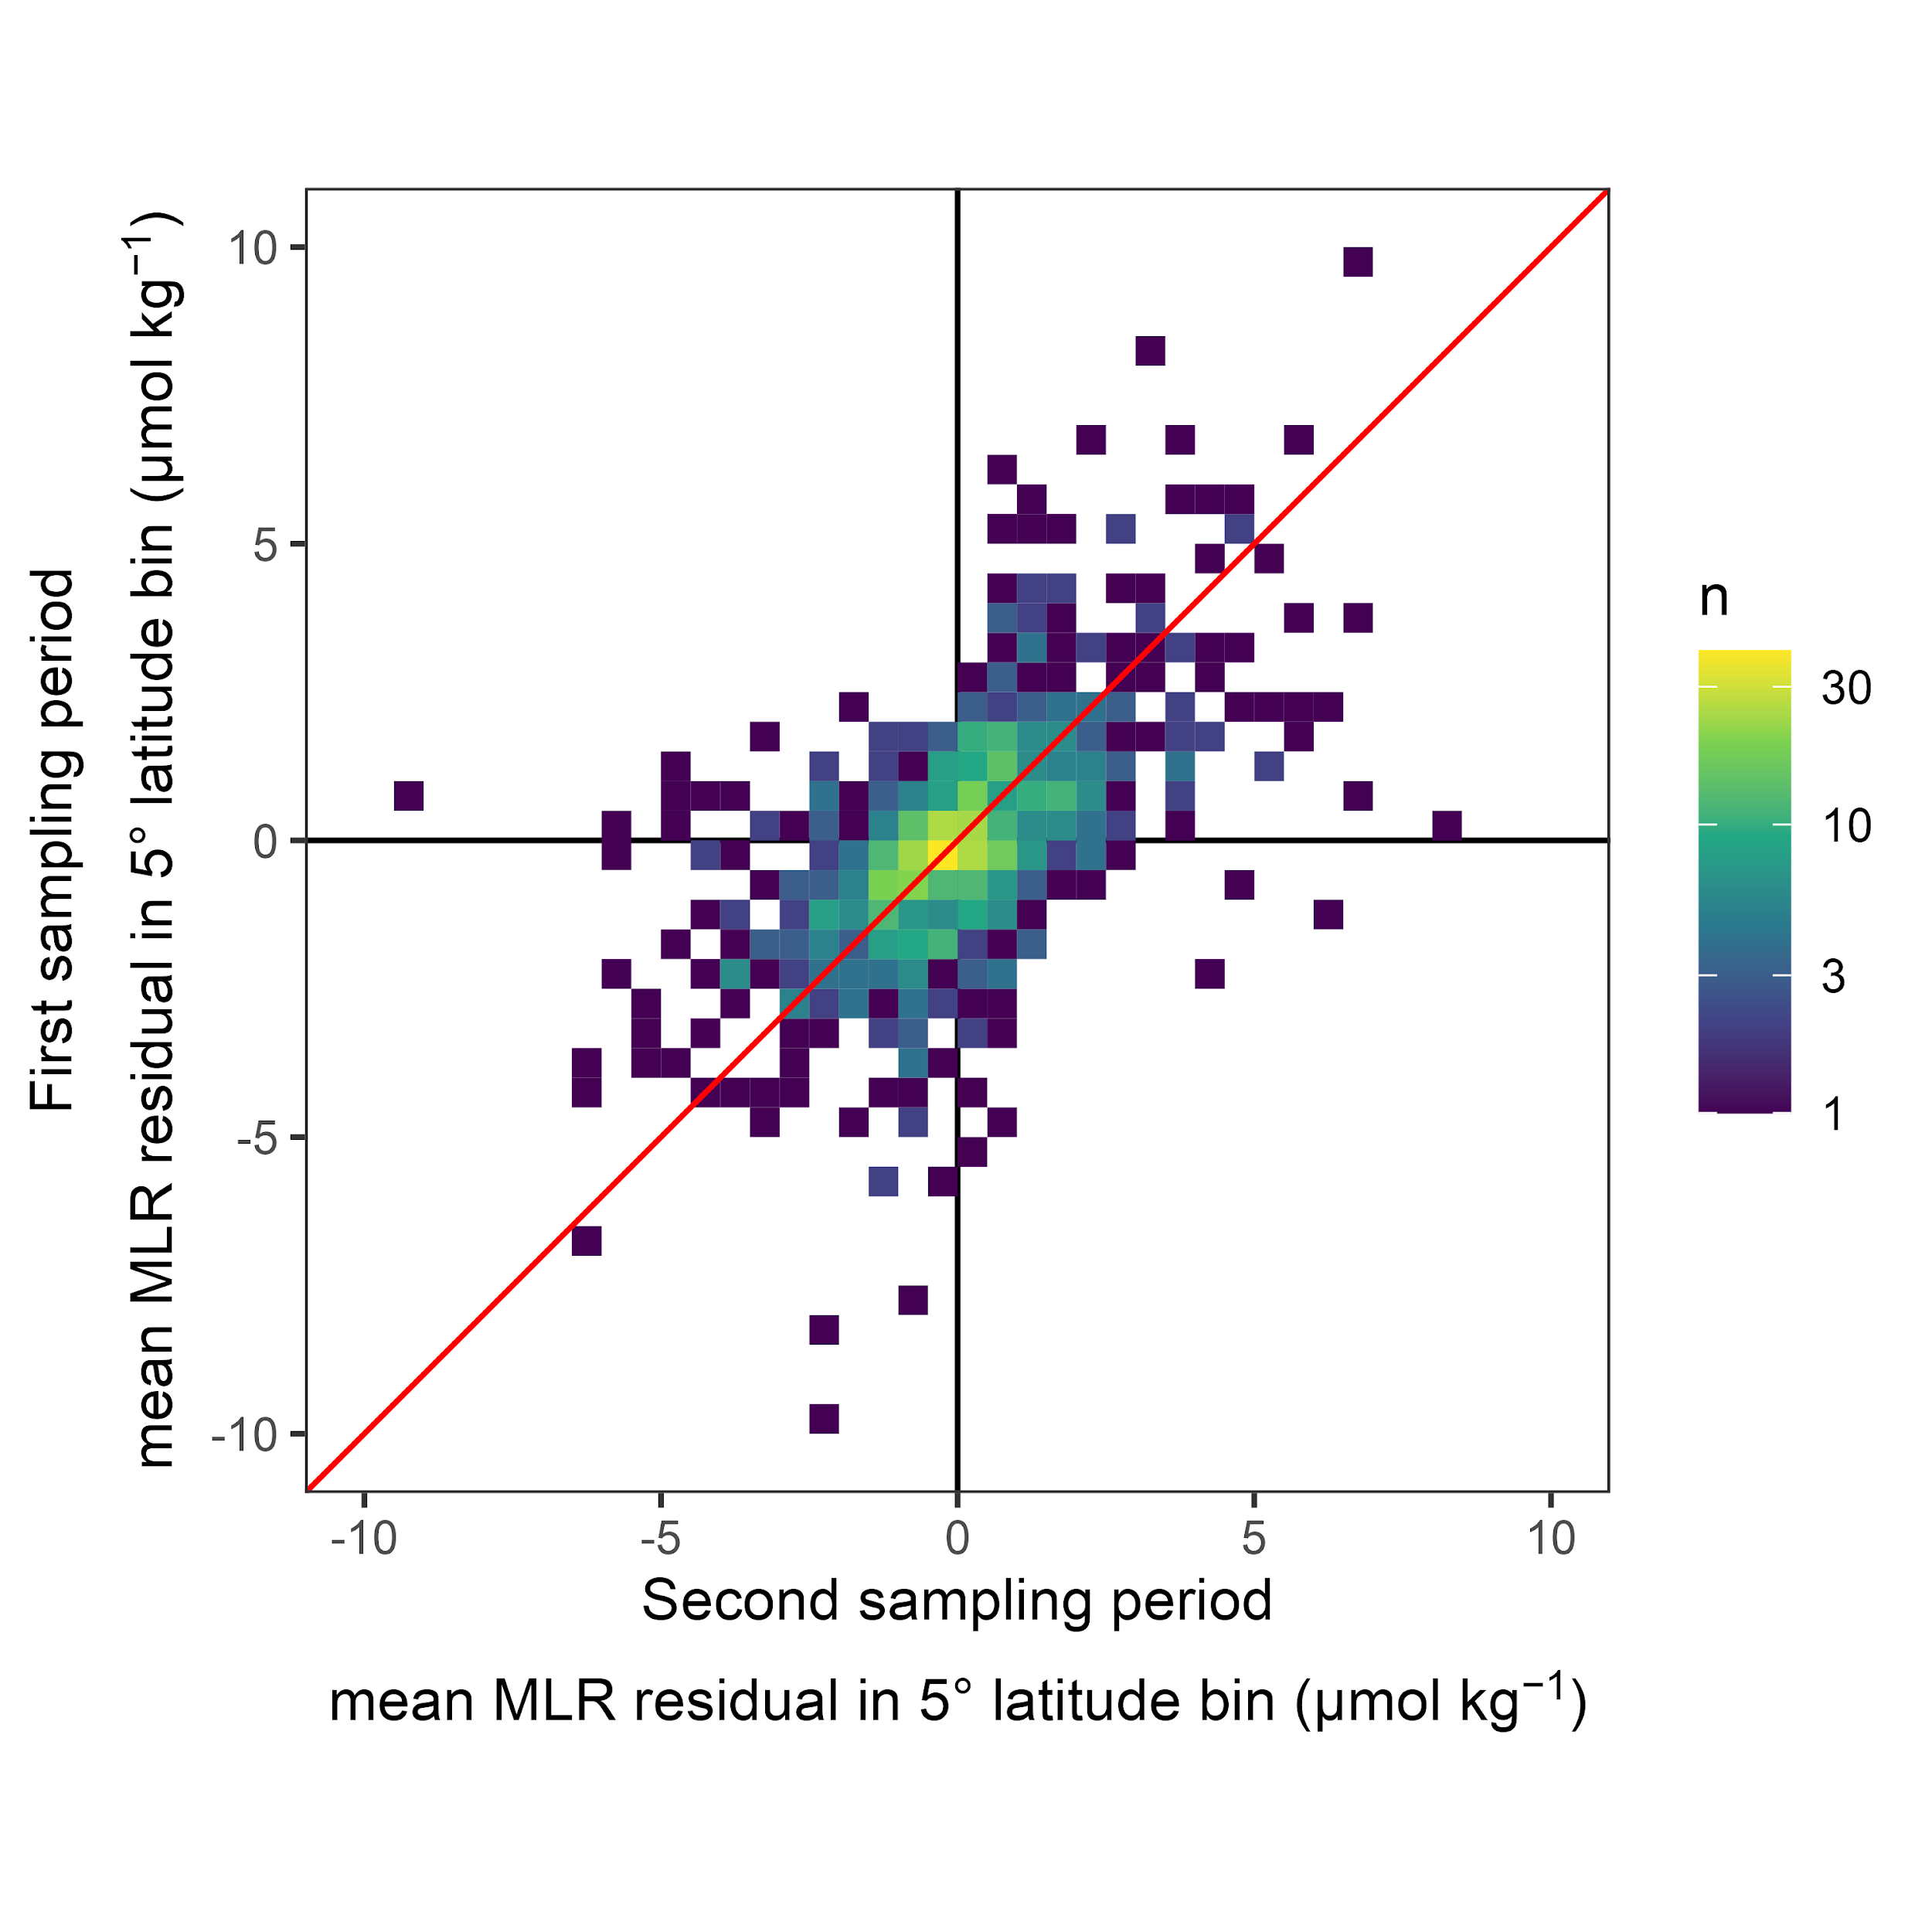 First sampling period
mean MLR residual in 5° latitude bin (μmol kg⁻¹)
10
5
0
-5
-10
-10
-5
0
5
10
Second sampling period
mean MLR residual in 5° latitude bin (μmol kg⁻¹)
n
30
10
3
1